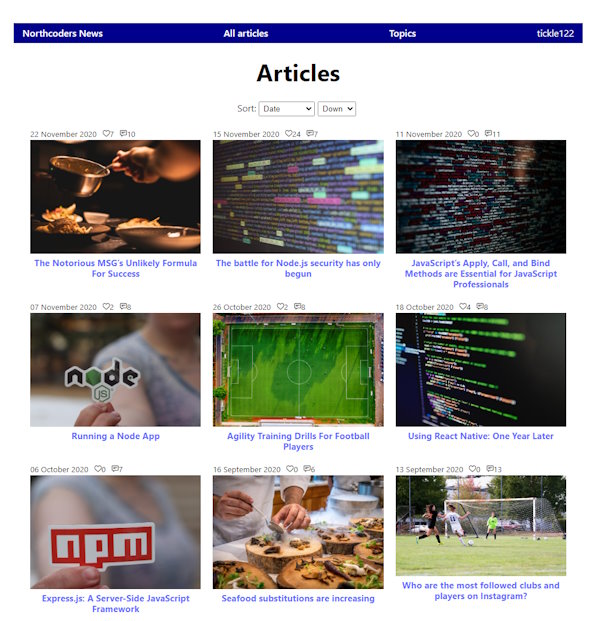 Northcoders News All articles Topics tickle122
Articles
Sort: Date Down
22 November 2020 7 10
15 November 2020 24 7
11 November 2020 0 11
The Notorious MSG's Unlikely Formula
For Success
The battle for Node.js security has only
begun
JavaScript's Apply, Call, and Bind
Methods are Essential for JavaScript
Professionals
07 November 2020 2 8
26 October 2020 2 8
18 October 2020 4 8
node
JS
Running a Node App
Agility Training Drills For Football
Players
Using React Native: One Year Later
06 October 2020 0 7
16 September 2020 0 6
13 September 2020 0 13
npm
Express.js: A Server-Side JavaScript
Framework
Seafood substitutions are increasing
Who are the most followed clubs and
players on Instagram?